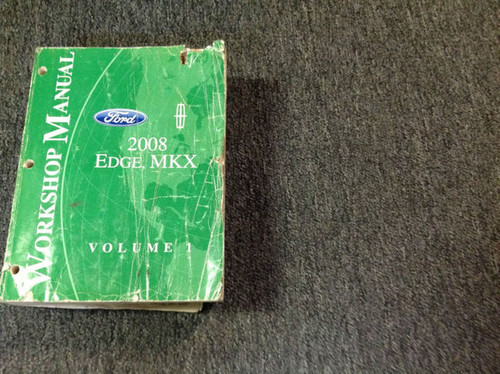 WORKSHOP MANUAL
Ford
2008
EDGE, MKX
VOLUME 1